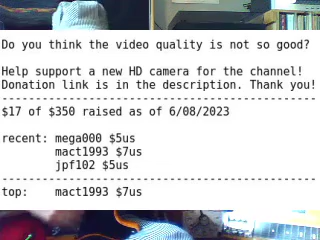 Do you think the video quality is not so good?
Help support a new HD camera for the channel!
Donation link is in the description. Thank you!
-----------------------------------------------
$17 of $350 raised as of 6/08/2023
recent: mega000 $5us
mact1993 $7us
jpf102 $5us
-----------------------------------------------
top:    mact1993 $7us